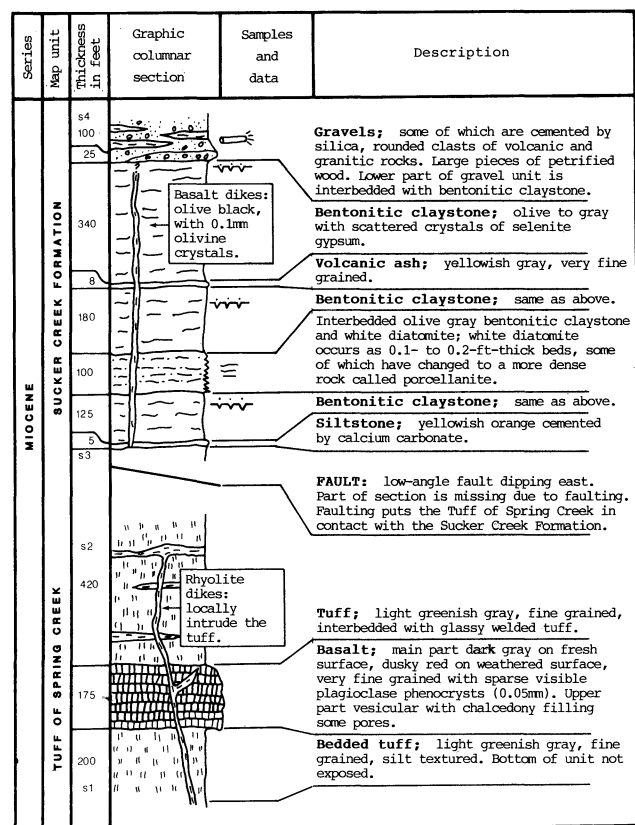 Series
Map unit
Thickness
in feet
Graphic
columnar
section
Samples
and
data
Description
MIOCENE
SUCKER CREEK FORMATION
TUFF OF SPRING CREEK
s4
100
25
340
8
180
100
125
5
s3
s2
420
175
200
s1
Basalt dikes:
olive black,
with 0.1mm
olivine
crystals.
Rhyolite
dikes:
locally
intrude the
tuff.
Gravels; some of which are cemented by
silica, rounded clasts of volcanic and
granitic rocks. Large pieces of petrified
wood. Lower part of gravel unit is
interbedded with bentonitic claystone.
Bentonitic claystone; olive to gray
with scattered crystals of selenite
gypsum.
Volcanic ash; yellowish gray, very fine
grained.
Bentonitic claystone; same as above.
Interbedded olive gray bentonitic claystone
and white diatomite; white diatomite
occurs as 0.1- to 0.2-ft-thick beds, some
of which have changed to a more dense
rock called porcellanite.
Bentonitic claystone; same as above.
Siltstone; yellowish orange cemented
by calcium carbonate.
FAULT: low-angle fault dipping east.
Part of section is missing due to faulting.
Faulting puts the Tuff of Spring Creek in
contact with the Sucker Creek Formation.
Tuff; light greenish gray, fine grained,
interbedded with glassy welded tuff.
Basalt; main part dark gray on fresh
surface, dusky red on weathered surface,
very fine grained with sparse visible
plagioclase phenocrysts (0.05mm). Upper
part vesicular with chalcedony filling
some pores.
Bedded tuff; light greenish gray, fine
grained, silt textured. Bottom of unit not
exposed.